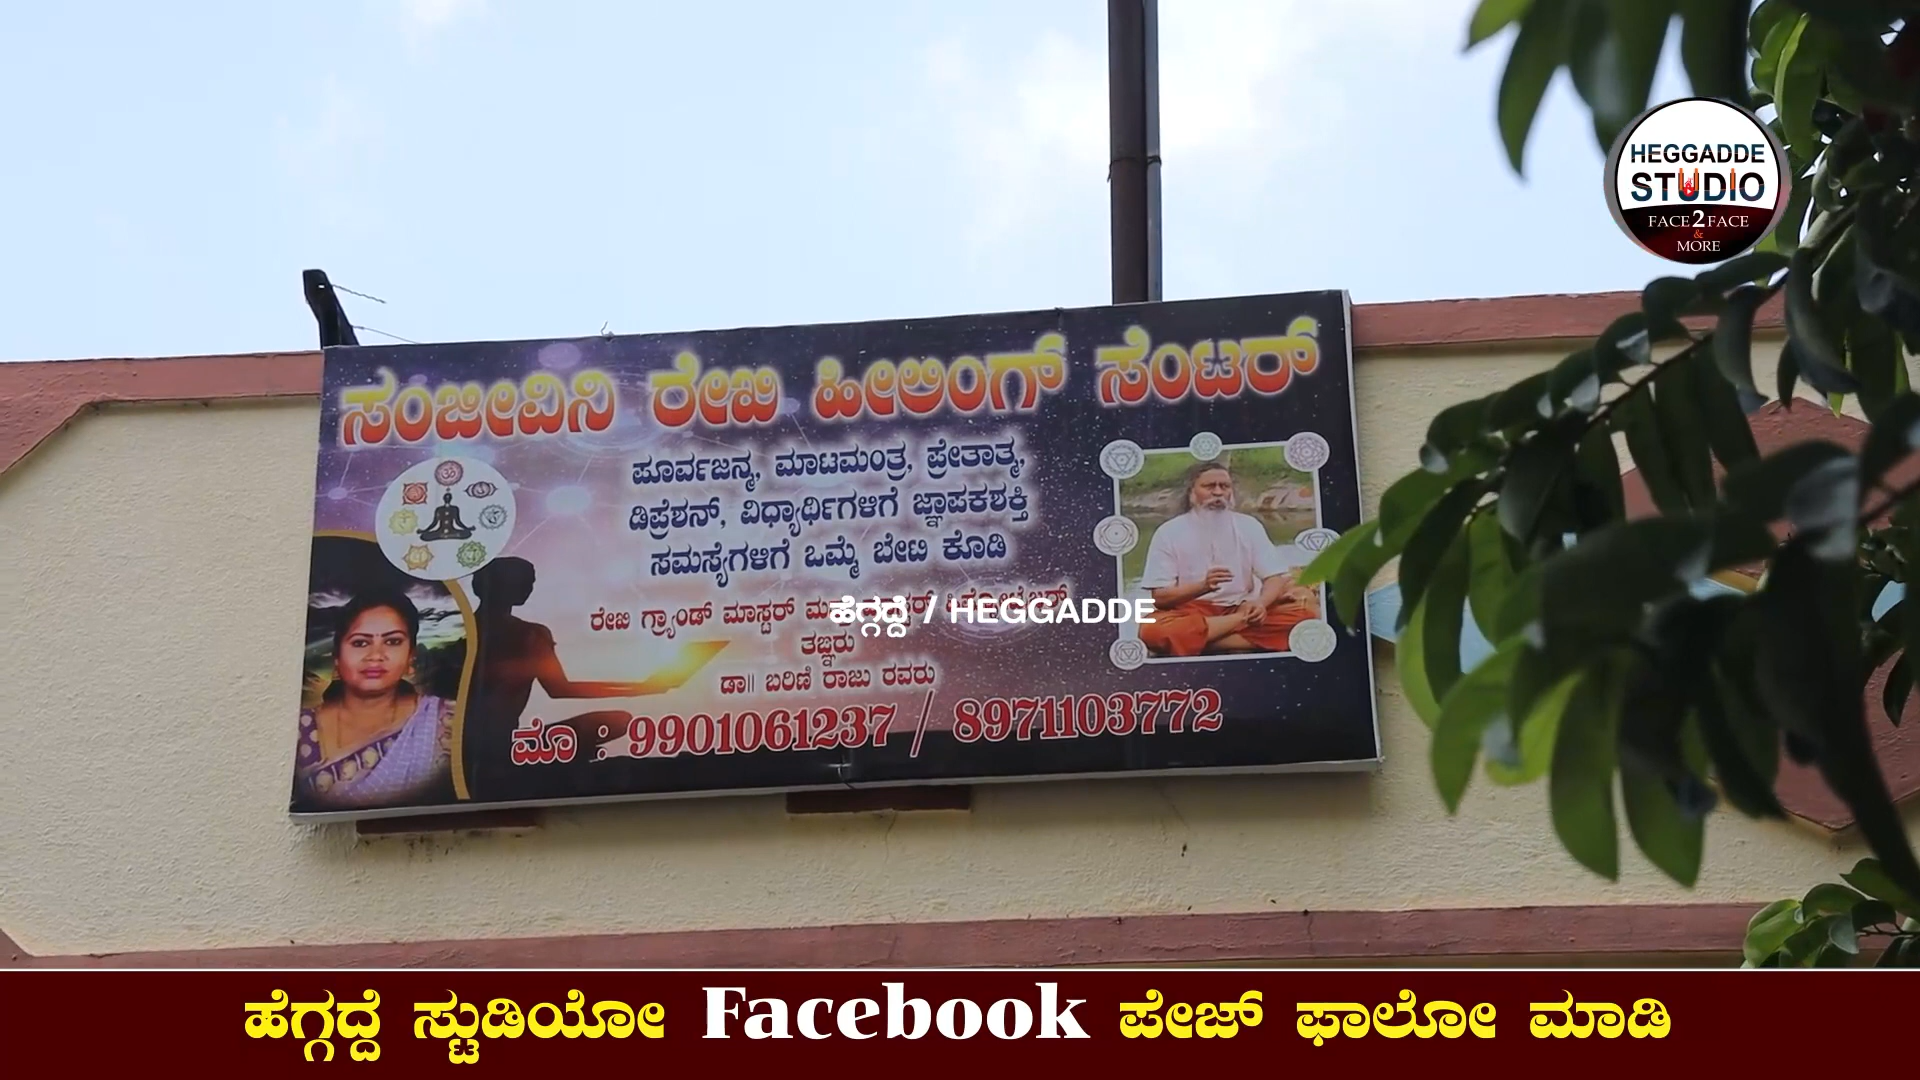 HEGGADDE
STUDIO
FACE2FACE
&
MORE
ಸಂಜೀವಿನಿ ರೇಖಿ ಹೀಲಿಂಗ್ ಸೆಂಟರ್
ಪೂರ್ವಜನ್ಮ, ಮಾಟಮಂತ್ರ, ಪ್ರೇತಾತ್ಮ,
ಡಿಪ್ರೆಶನ್, ವಿಧ್ಯಾರ್ಥಿಗಳಿಗೆ ಜ್ಞಾಪಕಶಕ್ತಿ
ಸಮಸ್ಯೆಗಳಿಗೆ ಒಮ್ಮೆ ಬೇಟಿ ಕೊಡಿ
ರೇಖಿ ಗ್ರ್ಯಾಂಡ್ ಮಾಸ್ಟರ್
ಹೆಗ್ಗದ್ದೆ / HEGGADDE
ತಜ್ಞರು
ಡಾ॥ ಬರಿಣಿ ರಾಜು ರವರು
ಮೊ : 9901061237 / 8971103772
ಹೆಗ್ಗದ್ದೆ ಸ್ಟುಡಿಯೋ Facebook ಪೇಜ್ ಫಾಲೋ ಮಾಡಿ